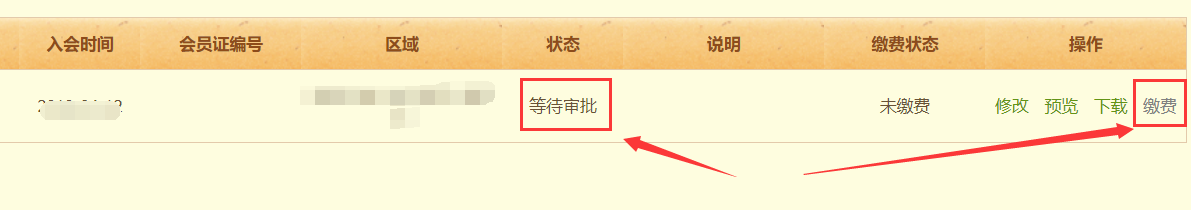 入会时间 会员证编号 区域 状态 说明 缴费状态 操作
等待审批 未缴费 修改 预览 下载 缴费